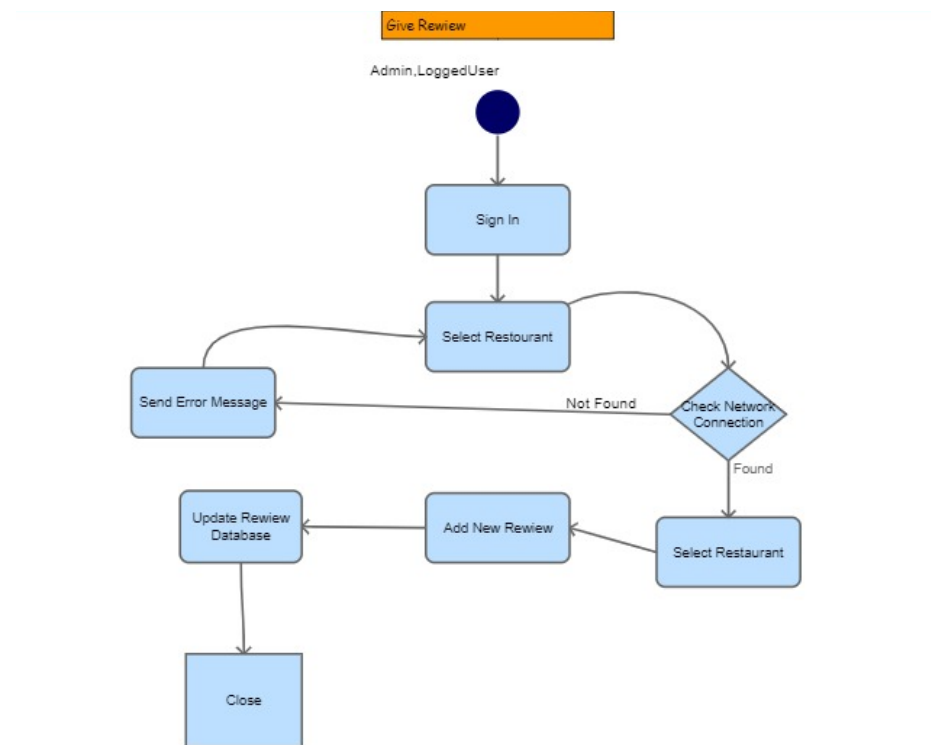 Give Rewiew
Admin,LoggedUser
Sign In
Select Restourant
Send Error Message
Not Found
Check Network
Connection
Found
Update Rewiew
Database
Add New Rewiew
Select Restaurant
Close